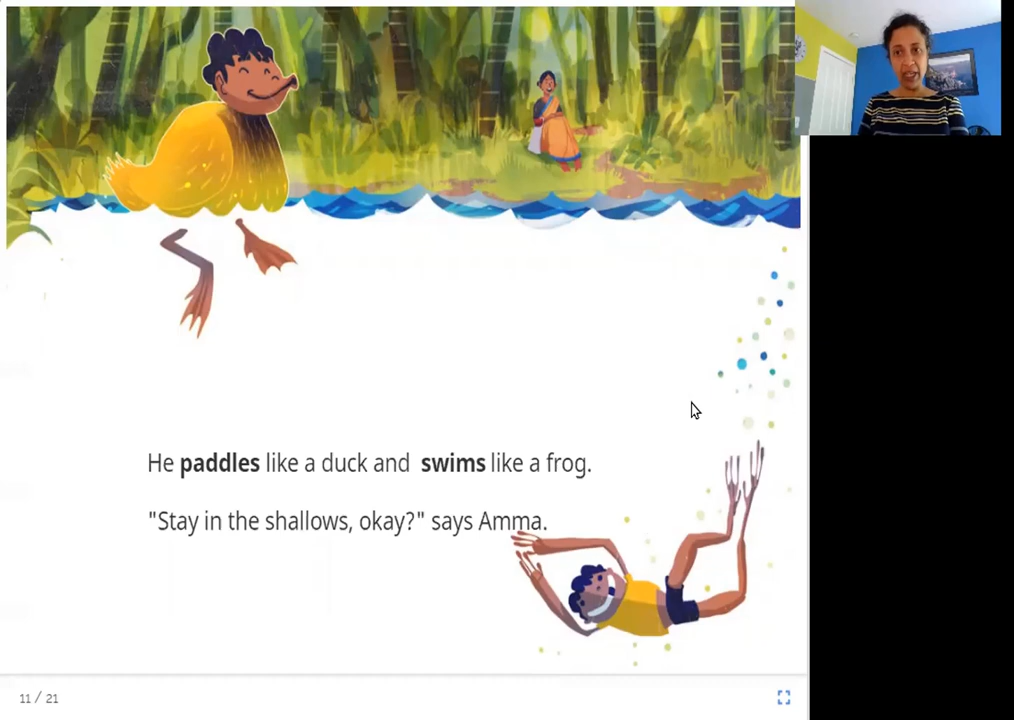 He paddles like a duck and swims like a frog.
"Stay in the shallows, okay?" says Amma.
11 / 21